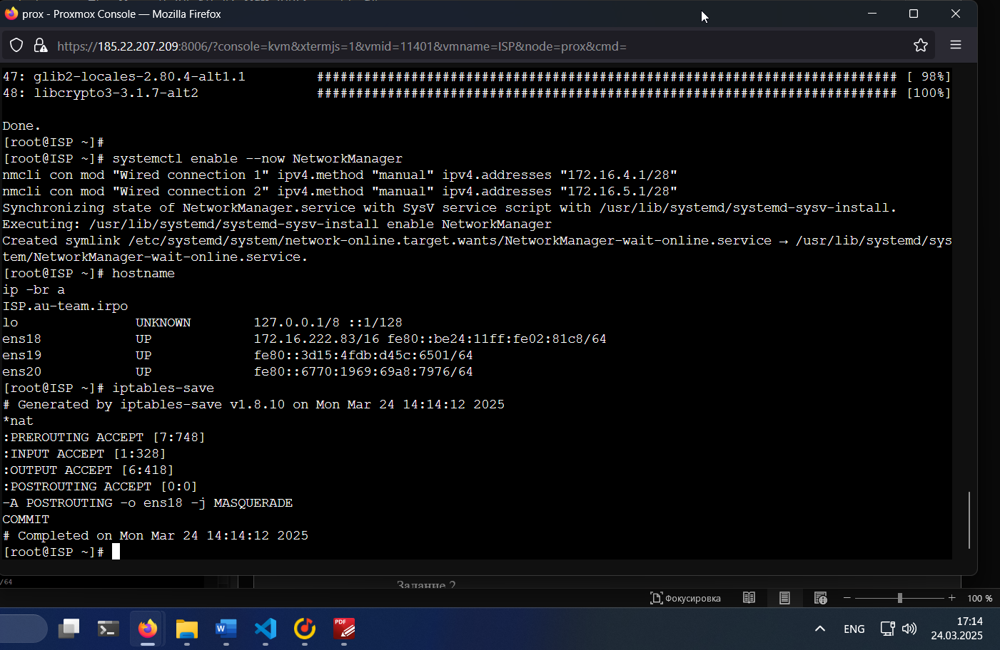 prox - Proxmox Console — Mozilla Firefox
https://185.22.207.209:8006/?console=kvm&xtermjs=1&vmid=11401&vmname=ISP&node=prox&cmd=
47: glib2-locales-2.80.4-alt1.1 ########################################################################## [ 98%]
48: libcrypto3-3.1.7-alt2 ########################################################################## [100%]
Done.
[root@ISP ~]#
[root@ISP ~]# systemctl enable --now NetworkManager
nmcli con mod "Wired connection 1" ipv4.method "manual" ipv4.addresses "172.16.4.1/28"
nmcli con mod "Wired connection 2" ipv4.method "manual" ipv4.addresses "172.16.5.1/28"
Synchronizing state of NetworkManager.service with SysV service script with /usr/lib/systemd/systemd-sysv-install.
Executing: /usr/lib/systemd/systemd-sysv-install enable NetworkManager
Created symlink /etc/systemd/system/network-online.target.wants/NetworkManager-wait-online.service → /usr/lib/systemd/sys
tem/NetworkManager-wait-online.service.
[root@ISP ~]# hostname
ip -br a
ISP.au-team.irpo
lo UNKNOWN 127.0.0.1/8 ::1/128
ens18 UP 172.16.222.83/16 fe80::be24:11ff:fe02:81c8/64
ens19 UP fe80::3d15:4fdb:d45c:6501/64
ens20 UP fe80::6770:1969:69a8:7976/64
[root@ISP ~]# iptables-save
# Generated by iptables-save v1.8.10 on Mon Mar 24 14:14:12 2025
*nat
:PREROUTING ACCEPT [7:748]
:INPUT ACCEPT [1:328]
:OUTPUT ACCEPT [6:418]
:POSTROUTING ACCEPT [0:0]
-A POSTROUTING -o ens18 -j MASQUERADE
COMMIT
# Completed on Mon Mar 24 14:14:12 2025
[root@ISP ~]#
/64
Задание 2
Фокусировка
100 %
PDF
ENG
17:14
24.03.2025